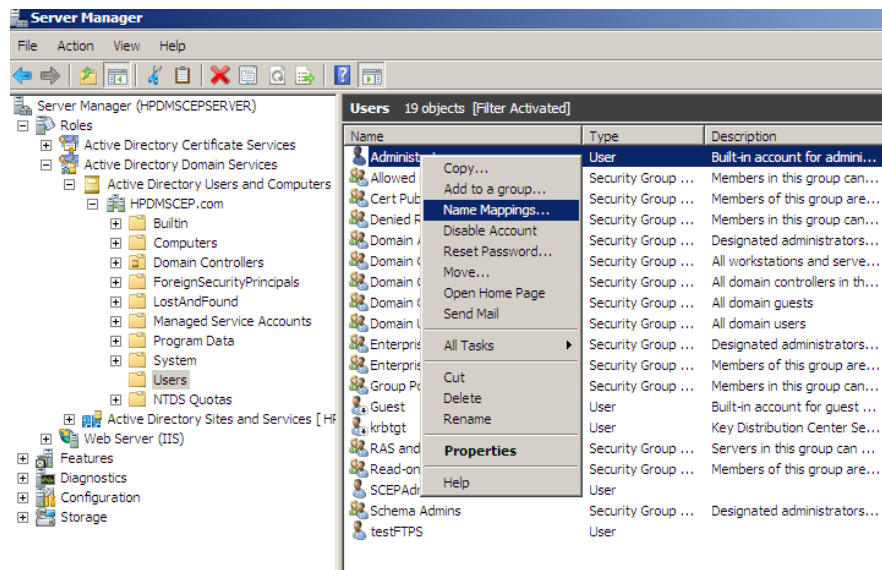 Server Manager
File Action View Help
Server Manager (HPDMSCEPSERVER)
Roles
Active Directory Certificate Services
Active Directory Domain Services
Active Directory Users and Computers
HPDMSCEP.com
Builtin
Computers
Domain Controllers
ForeignSecurityPrincipals
LostAndFound
Managed Service Accounts
Program Data
System
Users
NTDS Quotas
Active Directory Sites and Services [ HF
Web Server (IIS)
Features
Diagnostics
Configuration
Storage
Users 19 objects [Filter Activated]
Name Type Description
Administrator User Built-in account for admini...
Allowed Security Group ... Members in this group can...
Cert Pub Security Group ... Members of this group are...
Denied R Security Group ... Members in this group can...
Domain A Security Group ... Designated administrators...
Domain C Security Group ... All workstations and serve...
Domain C Security Group ... All domain controllers in th...
Domain G Security Group ... All domain guests
Domain U Security Group ... All domain users
Enterpris Security Group ... Designated administrators...
Enterpris Security Group ... Members of this group are...
Group Po Security Group ... Members in this group can...
Guest User Built-in account for guest ...
krbtgt User Key Distribution Center Se...
RAS and Security Group ... Servers in this group can ...
Read-on Security Group ... Members of this group are...
SCEPAdr User
Schema Admins Security Group ... Designated administrators...
testFTPS User
Copy...
Add to a group...
Name Mappings...
Disable Account
Reset Password...
Move...
Open Home Page
Send Mail
All Tasks
Cut
Delete
Rename
Properties
Help